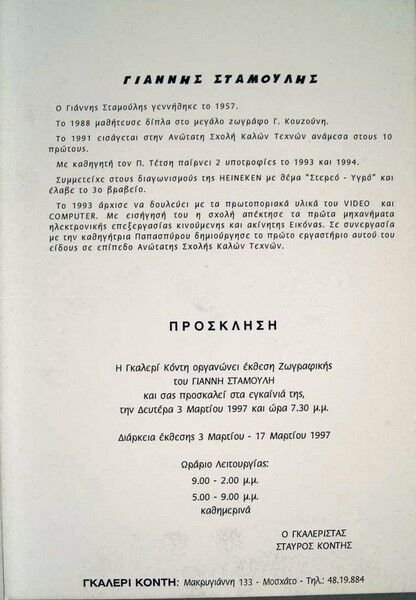 ΓΙΑΝΝΗΣ ΣΤΑΜΟΥΛΗΣ
Ο Γιάννης Σταμούλης γεννήθηκε το 1957.
Το 1988 μαθήτευσε δίπλα στο μεγάλο ζωγράφο Γ. Κουζούνη.
Το 1991 εισάγεται στην Ανώτατη Σχολή Καλών Τεχνών ανάμεσα στους 10
πρώτους.
Με καθηγητή τον Π. Τέτση παίρνει 2 υποτροφίες το 1993 και 1994.
Συμμετείχε στους διαγωνισμούς της HEINEKEN με θέμα "Στερεό - Υγρό" και
έλαβε το 3ο βραβείο.
Το 1993 άρχισε να δουλεύει με τα πρωτοποριακά υλικά του VIDEO και
COMPUTER. Με εισήγησή του η σχολή απέκτησε τα πρώτα μηχανήματα
ηλεκτρονικής επεξεργασίας κινούμενης και ακίνητης Εικόνας. Σε συνεργασία
με την καθηγήτρια Παπασπύρου δημιούργησε το πρώτο εργαστήριο αυτού του
είδους σε επίπεδο Ανώτατης Σχολής Καλών Τεχνών.
ΠΡΟΣΚΛΗΣΗ
Η Γκαλερί Κόντη οργανώνει έκθεση Ζωγραφικής
του ΓΙΑΝΝΗ ΣΤΑΜΟΥΛΗ
και σας προσκαλεί στα εγκαίνιά της,
την Δευτέρα 3 Μαρτίου 1997 και ώρα 7.30 μ.μ.
Διάρκεια έκθεσης 3 Μαρτίου - 17 Μαρτίου 1997
Ωράριο Λειτουργίας:
9.00 - 2.00 μ.μ.
5.00 - 9.00 μ.μ.
καθημερινά
Ο ΓΚΑΛΕΡΙΣΤΑΣ
ΣΤΑΥΡΟΣ ΚΟΝΤΗΣ
ΓΚΑΛΕΡΙ ΚΟΝΤΗ: Μακρυγιάννη 133 - Μοσχάτο - Τηλ: 48.19.884